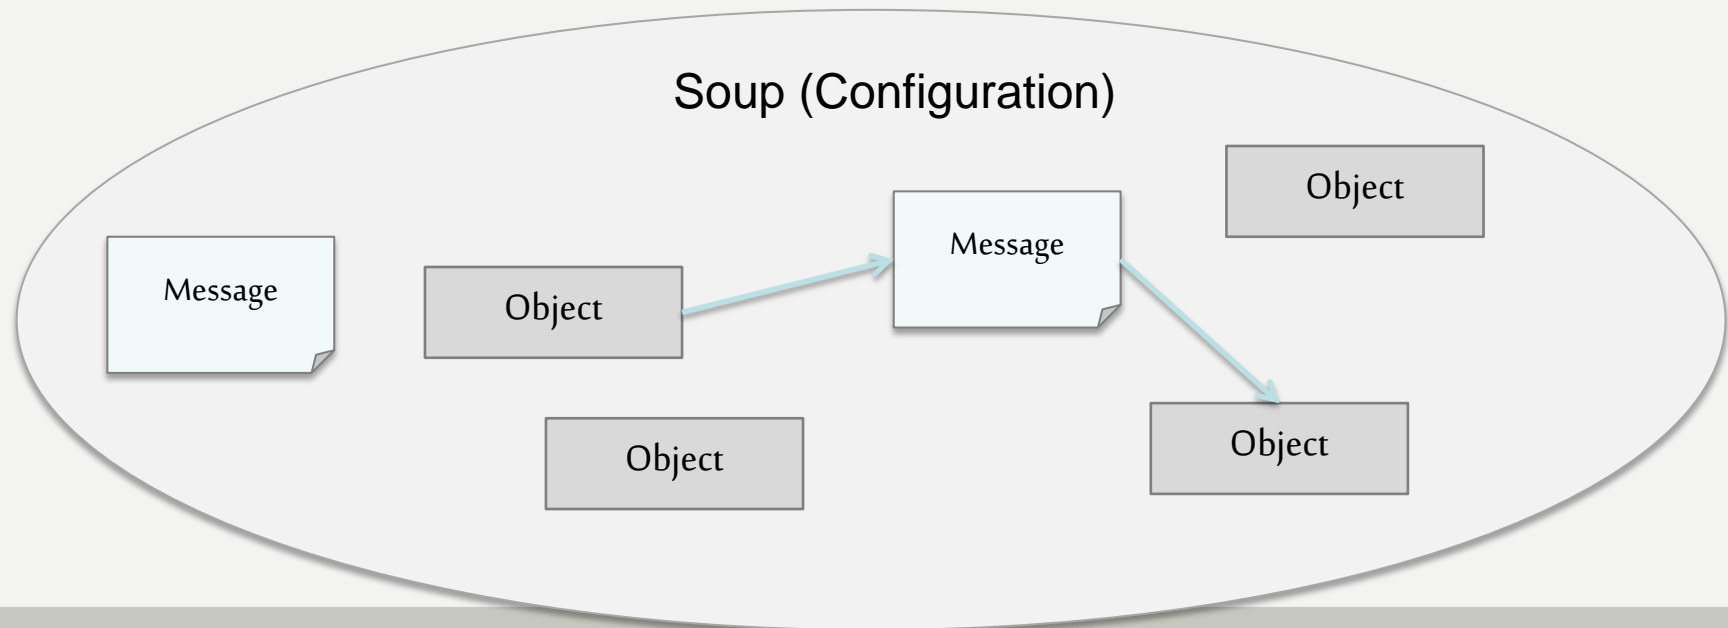 Soup (Configuration)
Object
Message
Message
Object
Object
Object